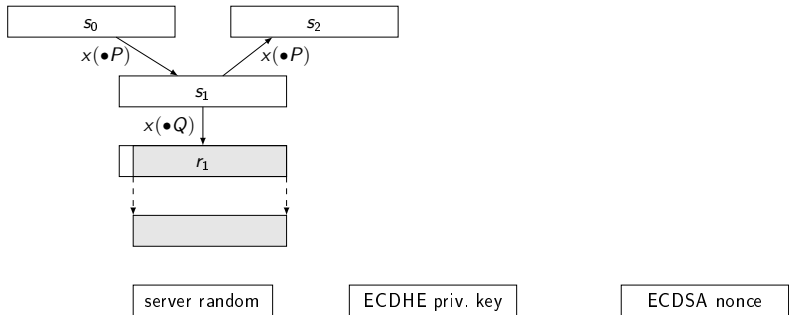 s₀
s₂
x(•P)
x(•P)
s₁
x(•Q)
r₁
server random
ECDHE priv. key
ECDSA nonce